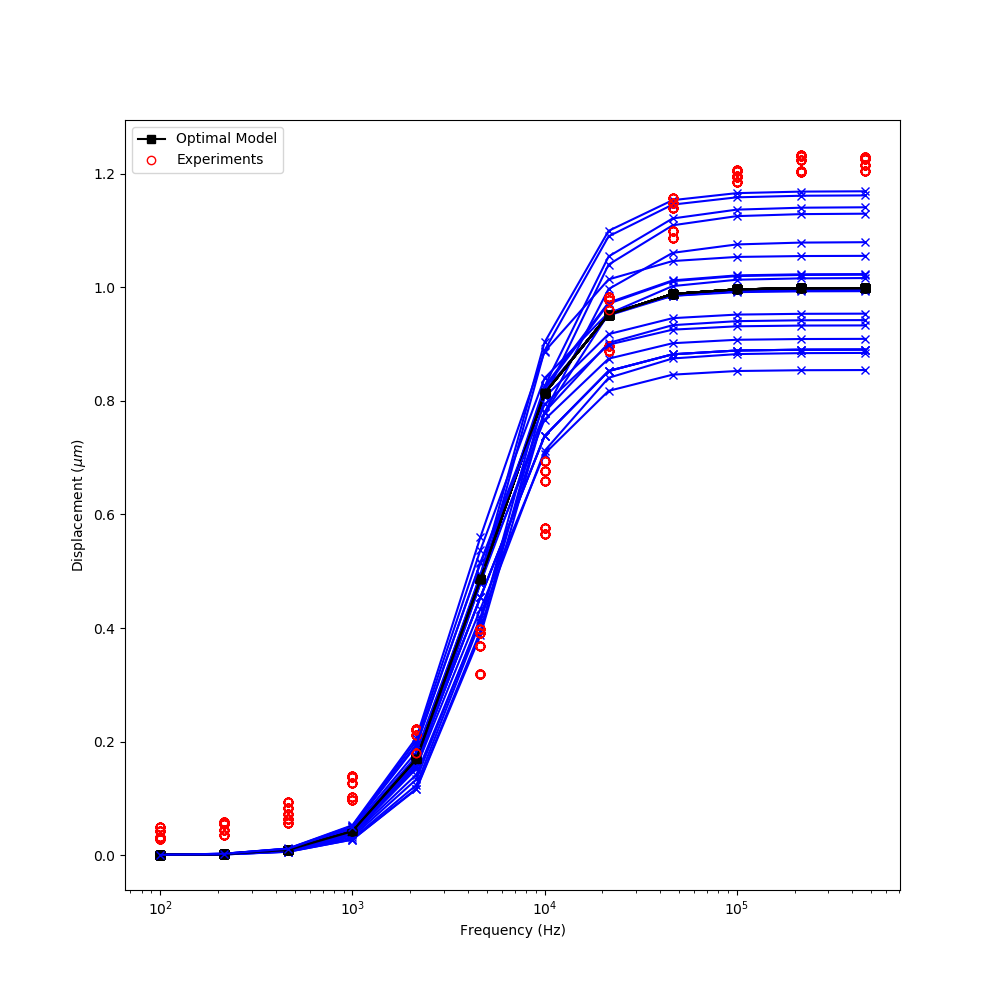 Optimal Model
Experiments
1.2
1.0
0.8
0.6
0.4
0.2
0.0
Displacement (μm)
10²
10³
10⁴
10⁵
Frequency (Hz)